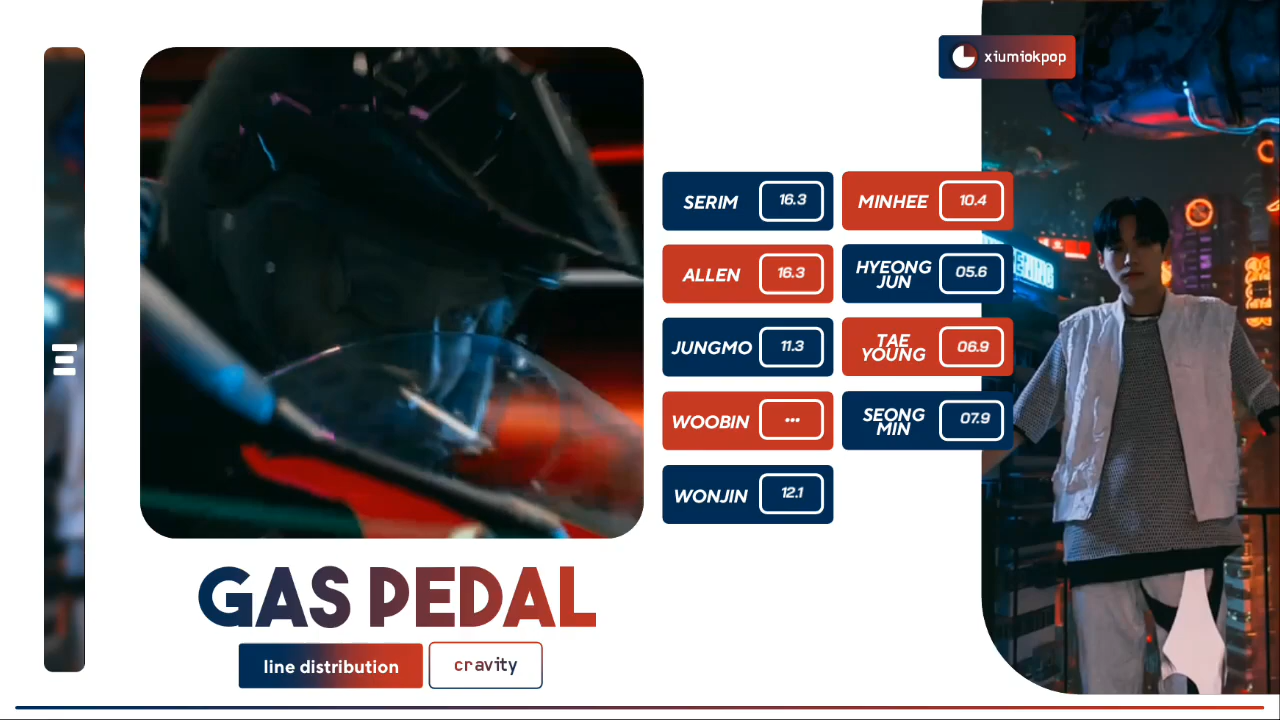 xiumiokpop
SERIM 16.3
MINHEE 10.4
ALLEN 16.3
HYEONG
JUN 05.6
JUNGMO 11.3
TAE
YOUNG 06.9
WOOBIN •••
SEONG
MIN 07.9
WONJIN 12.1
GAS PEDAL
line distribution
cravity